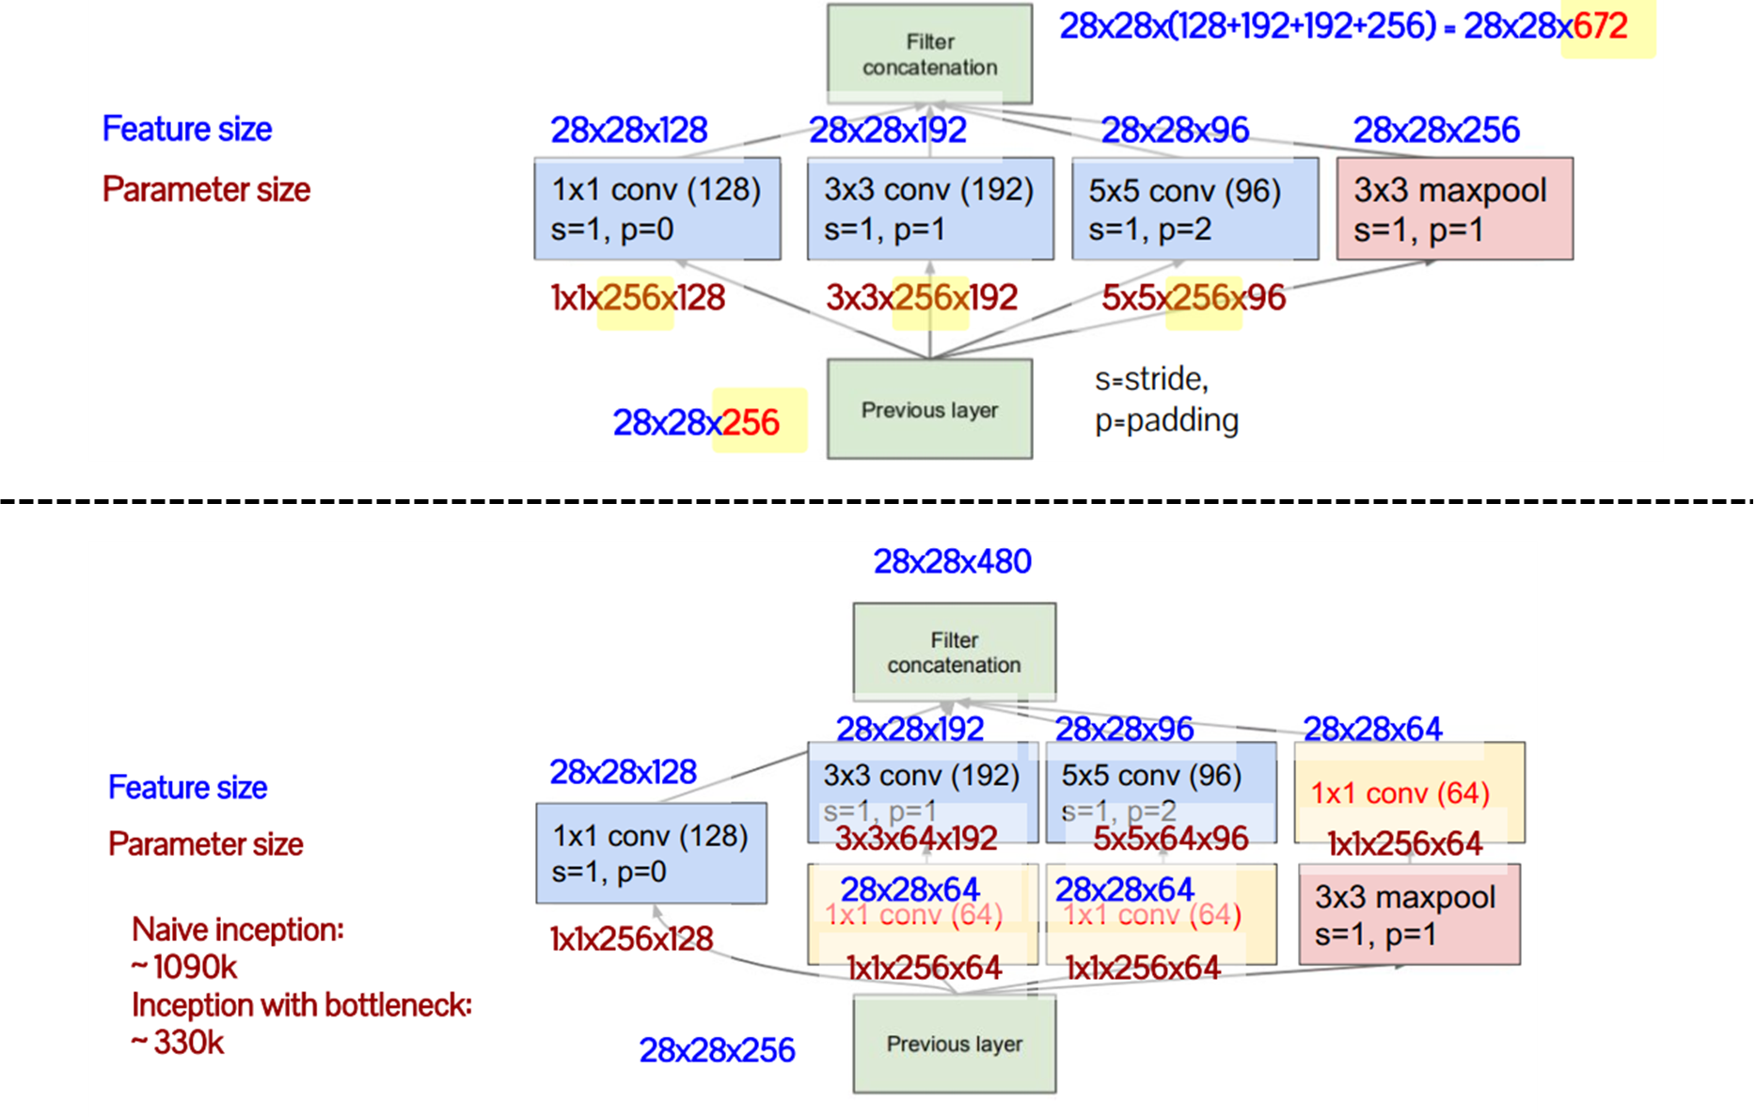 Filter
concatenation
28x28x(128+192+192+256) = 28x28x672
Feature size
28x28x128
28x28x192
28x28x96
28x28x256
Parameter size
1x1 conv (128)
s=1, p=0
3x3 conv (192)
s=1, p=1
5x5 conv (96)
s=1, p=2
3x3 maxpool
s=1, p=1
1x1x256x128
3x3x256x192
5x5x256x96
28x28x256
Previous layer
s=stride,
p=padding
28x28x480
Filter
concatenation
28x28x192
28x28x96
28x28x64
Feature size
28x28x128
3x3 conv (192)
s=1, p=1
5x5 conv (96)
s=1, p=2
1x1 conv (64)
Parameter size
1x1 conv (128)
s=1, p=0
3x3x64x192
5x5x64x96
1x1x256x64
28x28x64
28x28x64
1x1 conv (64)
1x1 conv (64)
3x3 maxpool
s=1, p=1
1x1x256x128
1x1x256x64
1x1x256x64
Naive inception:
~ 1090k
Inception with bottleneck:
~ 330k
28x28x256
Previous layer